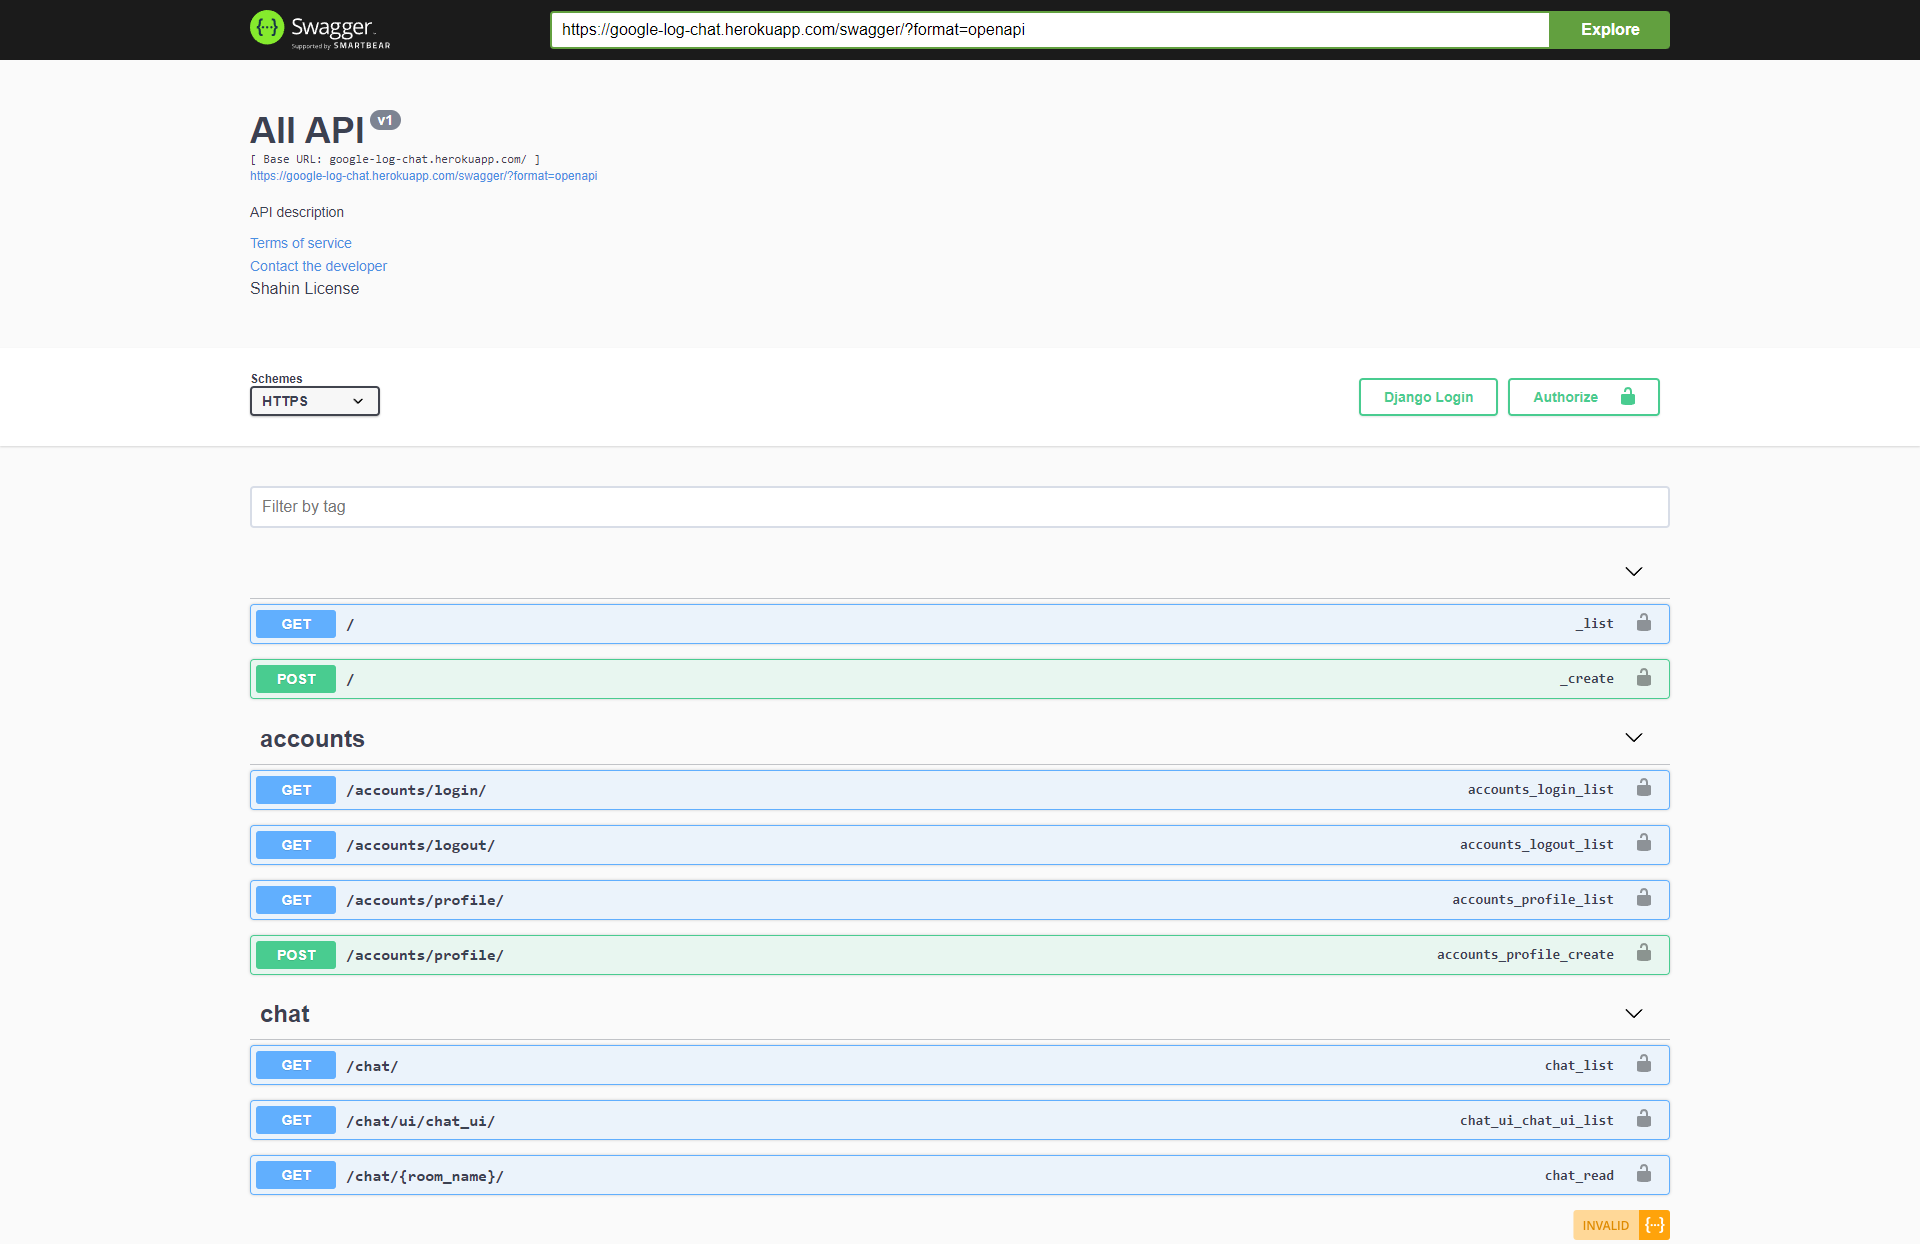 Swagger
Supported by SMARTBEAR
https://google-log-chat.herokuapp.com/swagger/?format=openapi
Explore
All API v1
[ Base URL: google-log-chat.herokuapp.com/ ]
https://google-log-chat.herokuapp.com/swagger/?format=openapi
API description
Terms of service
Contact the developer
Shahin License
Schemes
HTTPS
Django Login
Authorize
Filter by tag
GET / _list
POST / _create
accounts
GET /accounts/login/ accounts_login_list
GET /accounts/logout/ accounts_logout_list
GET /accounts/profile/ accounts_profile_list
POST /accounts/profile/ accounts_profile_create
chat
GET /chat/ chat_list
GET /chat/ui/chat_ui/ chat_ui_chat_ui_list
GET /chat/{room_name}/ chat_read
INVALID {...}